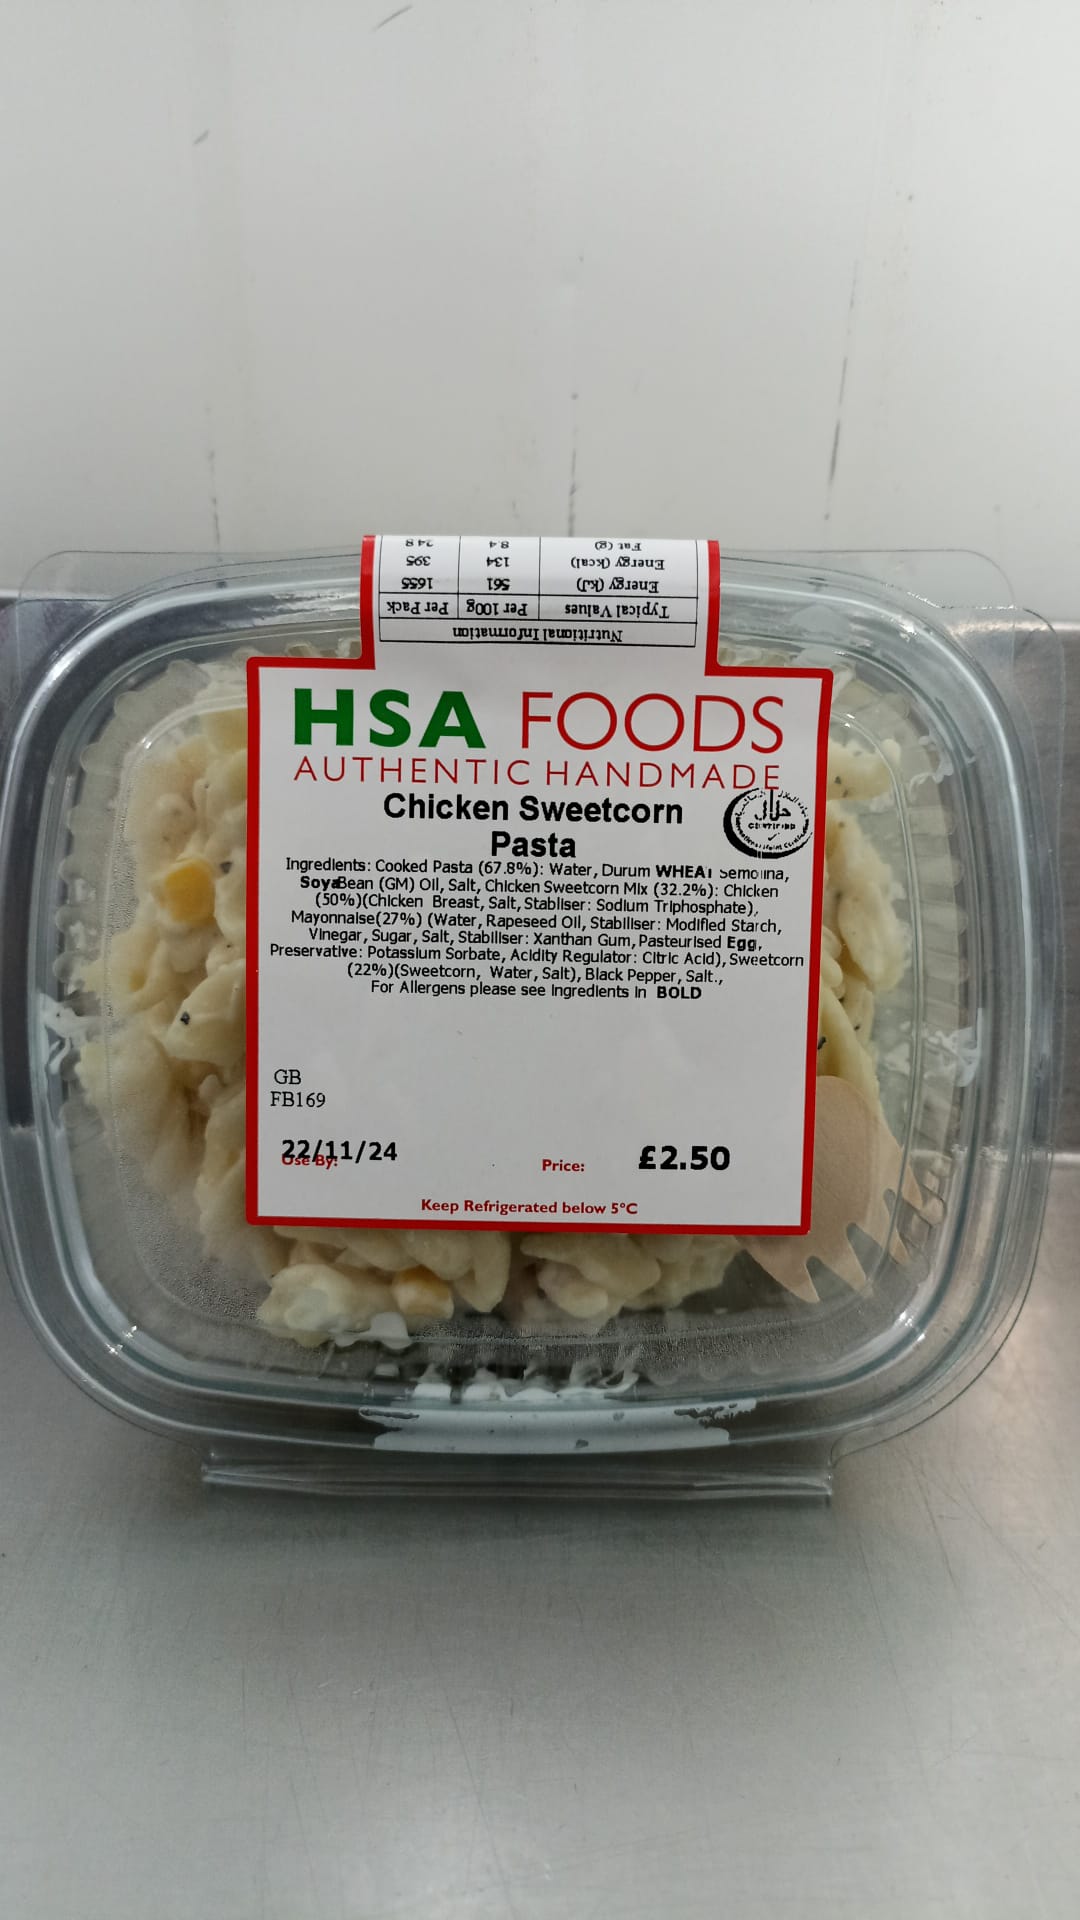 Nutritional Information
Typical Values Per 100g Per Pack
Energy (kJ) 561 1655
Energy (kcal) 134 395
Fat (g) 8.4 24.8
HSA FOODS
AUTHENTIC HANDMADE
Chicken Sweetcorn
Pasta
حلال
CERTIFIED
Ingredients: Cooked Pasta (67.8%): Water, Durum WHEAT Semolina,
SoyaBean (GM) Oil, Salt, Chicken Sweetcorn Mix (32.2%): Chicken
(50%)(Chicken Breast, Salt, Stabliser: Sodium Triphosphate),
Mayonnaise(27%) (Water, Rapeseed Oil, Stabiliser: Modified Starch,
Vinegar, Sugar, Salt, Stabiliser: Xanthan Gum, Pasteurised Egg,
Preservative: Potassium Sorbate, Acidity Regulator: Citric Acid), Sweetcorn
(22%)(Sweetcorn, Water, Salt), Black Pepper, Salt.,
For Allergens please see Ingredients in BOLD
GB
FB169
22/11/24
Use By:
Price: £2.50
Keep Refrigerated below 5°C